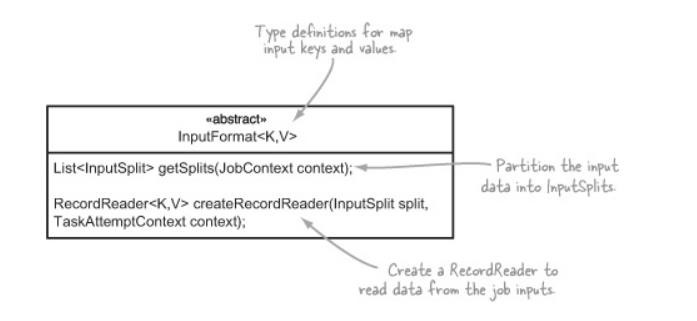 Type definitions for map
input keys and values.
«abstract»
InputFormat<K,V>
List<InputSplit> getSplits(JobContext context);
Partition the input
data into InputSplits.
RecordReader<K,V> createRecordReader(InputSplit split,
TaskAttemptContext context);
Create a RecordReader to
read data from the job inputs.